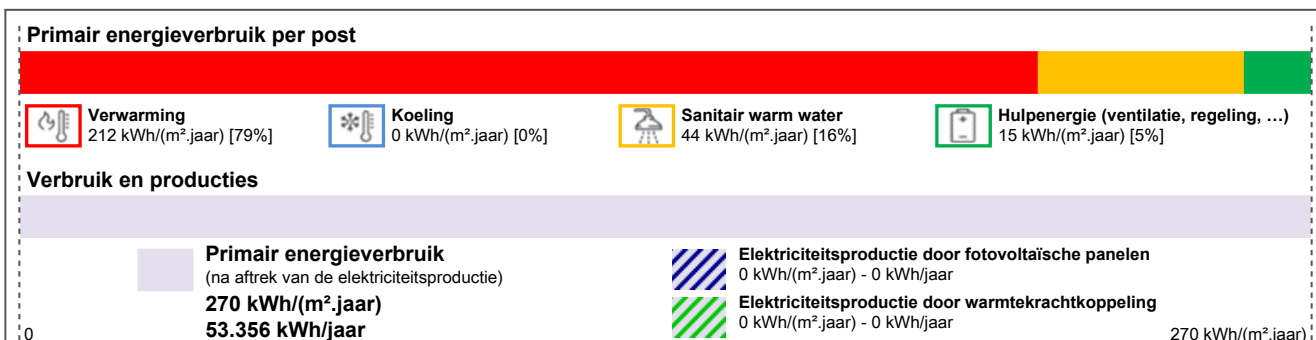 Primair energieverbruik per post
Verwarming
212 kWh/(m².jaar) [79%]
Koeling
0 kWh/(m².jaar) [0%]
Sanitair warm water
44 kWh/(m².jaar) [16%]
Hulpenergie (ventilatie, regeling, …)
15 kWh/(m².jaar) [5%]
Verbruik en producties
Primair energieverbruik
(na aftrek van de elektriciteitsproductie)
270 kWh/(m².jaar)
53.356 kWh/jaar
Elektriciteitsproductie door fotovoltaïsche panelen
0 kWh/(m².jaar) - 0 kWh/jaar
Elektriciteitsproductie door warmtekrachtkoppeling
0 kWh/(m².jaar) - 0 kWh/jaar
0
270 kWh/(m².jaar)